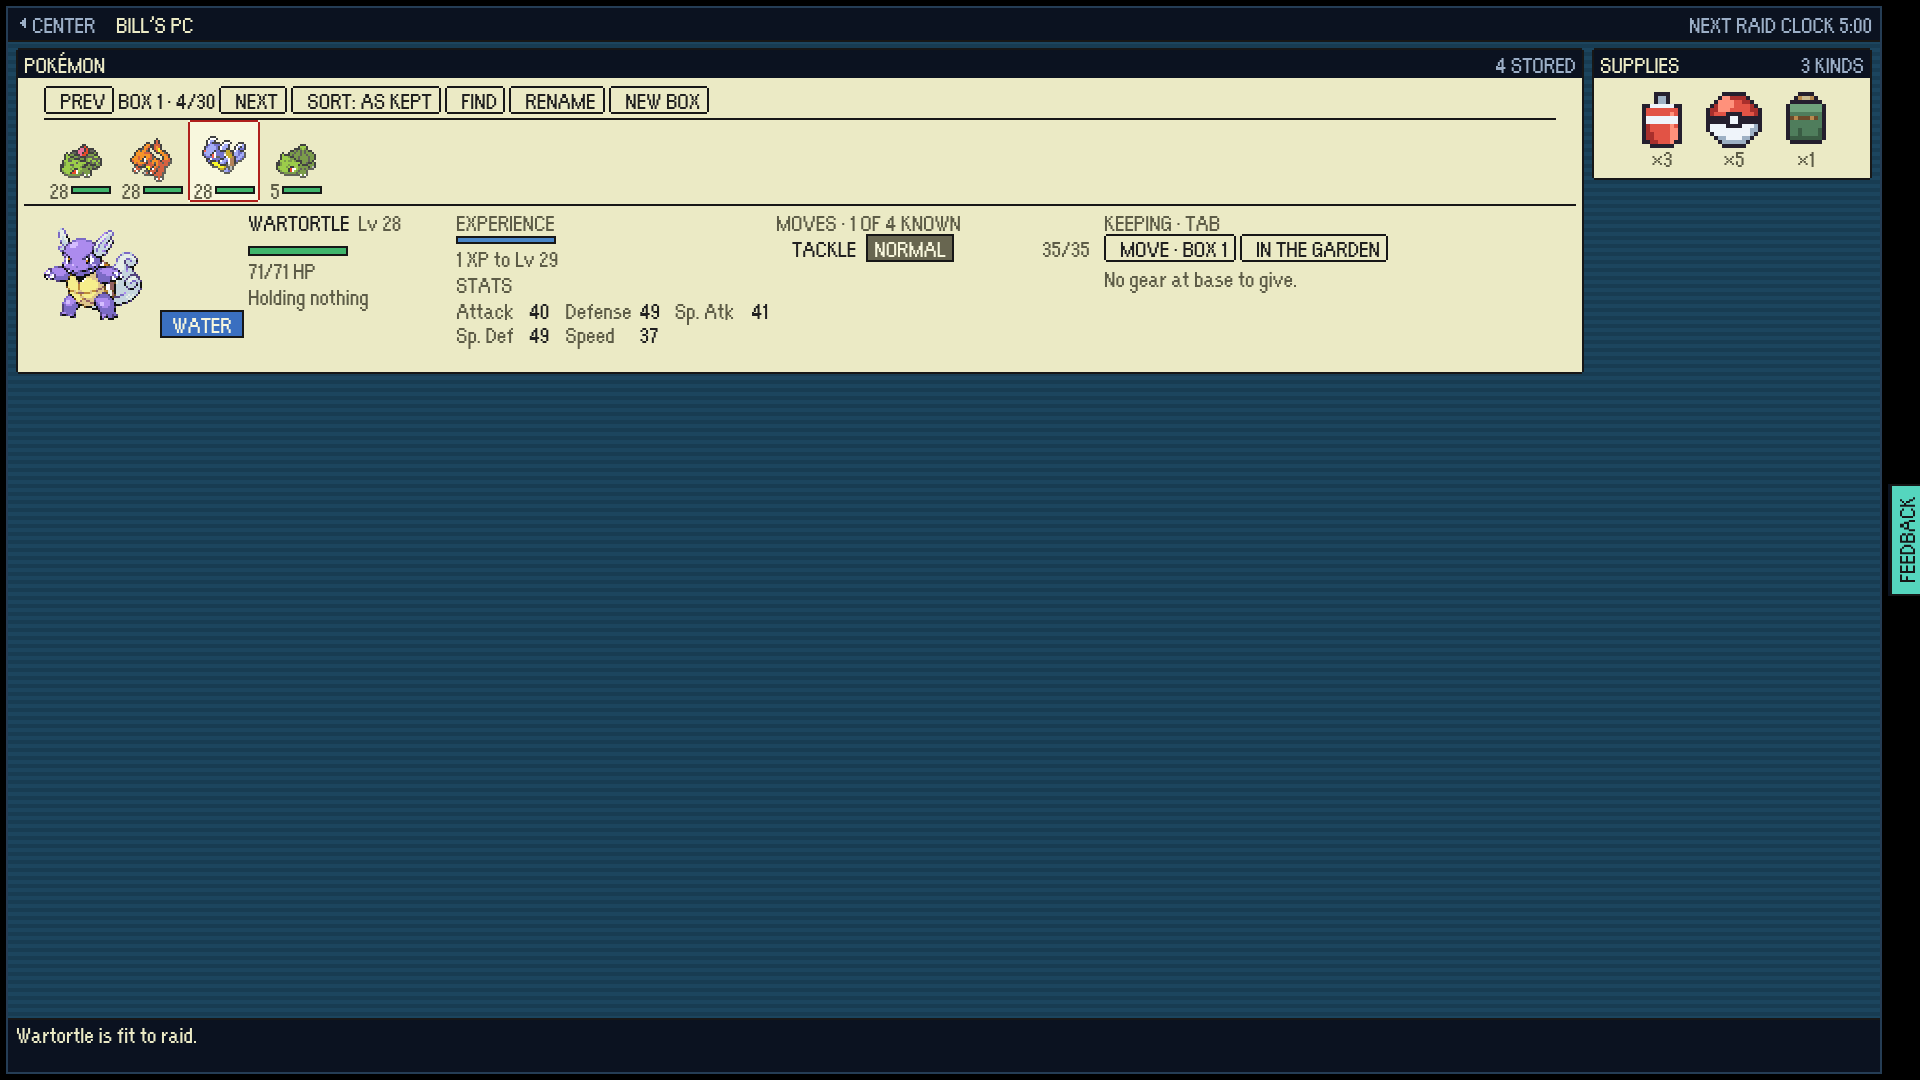 CENTER BILL'S PC NEXT RAID CLOCK 5:00
POKÉMON 4 STORED
SUPPLIES 3 KINDS
PREV BOX 1 · 4/30 NEXT SORT: AS KEPT FIND RENAME NEW BOX
×3 ×5 ×1
28 28 28 5
WARTORTLE Lv 28
71/71 HP
Holding nothing
WATER
EXPERIENCE
1 XP to Lv 29
STATS
Attack 40 Defense 49 Sp. Atk 41
Sp. Def 49 Speed 37
MOVES · 1 OF 4 KNOWN
TACKLE NORMAL 35/35
KEEPING · TAB
MOVE · BOX 1 IN THE GARDEN
No gear at base to give.
FEEDBACK
Wartortle is fit to raid.